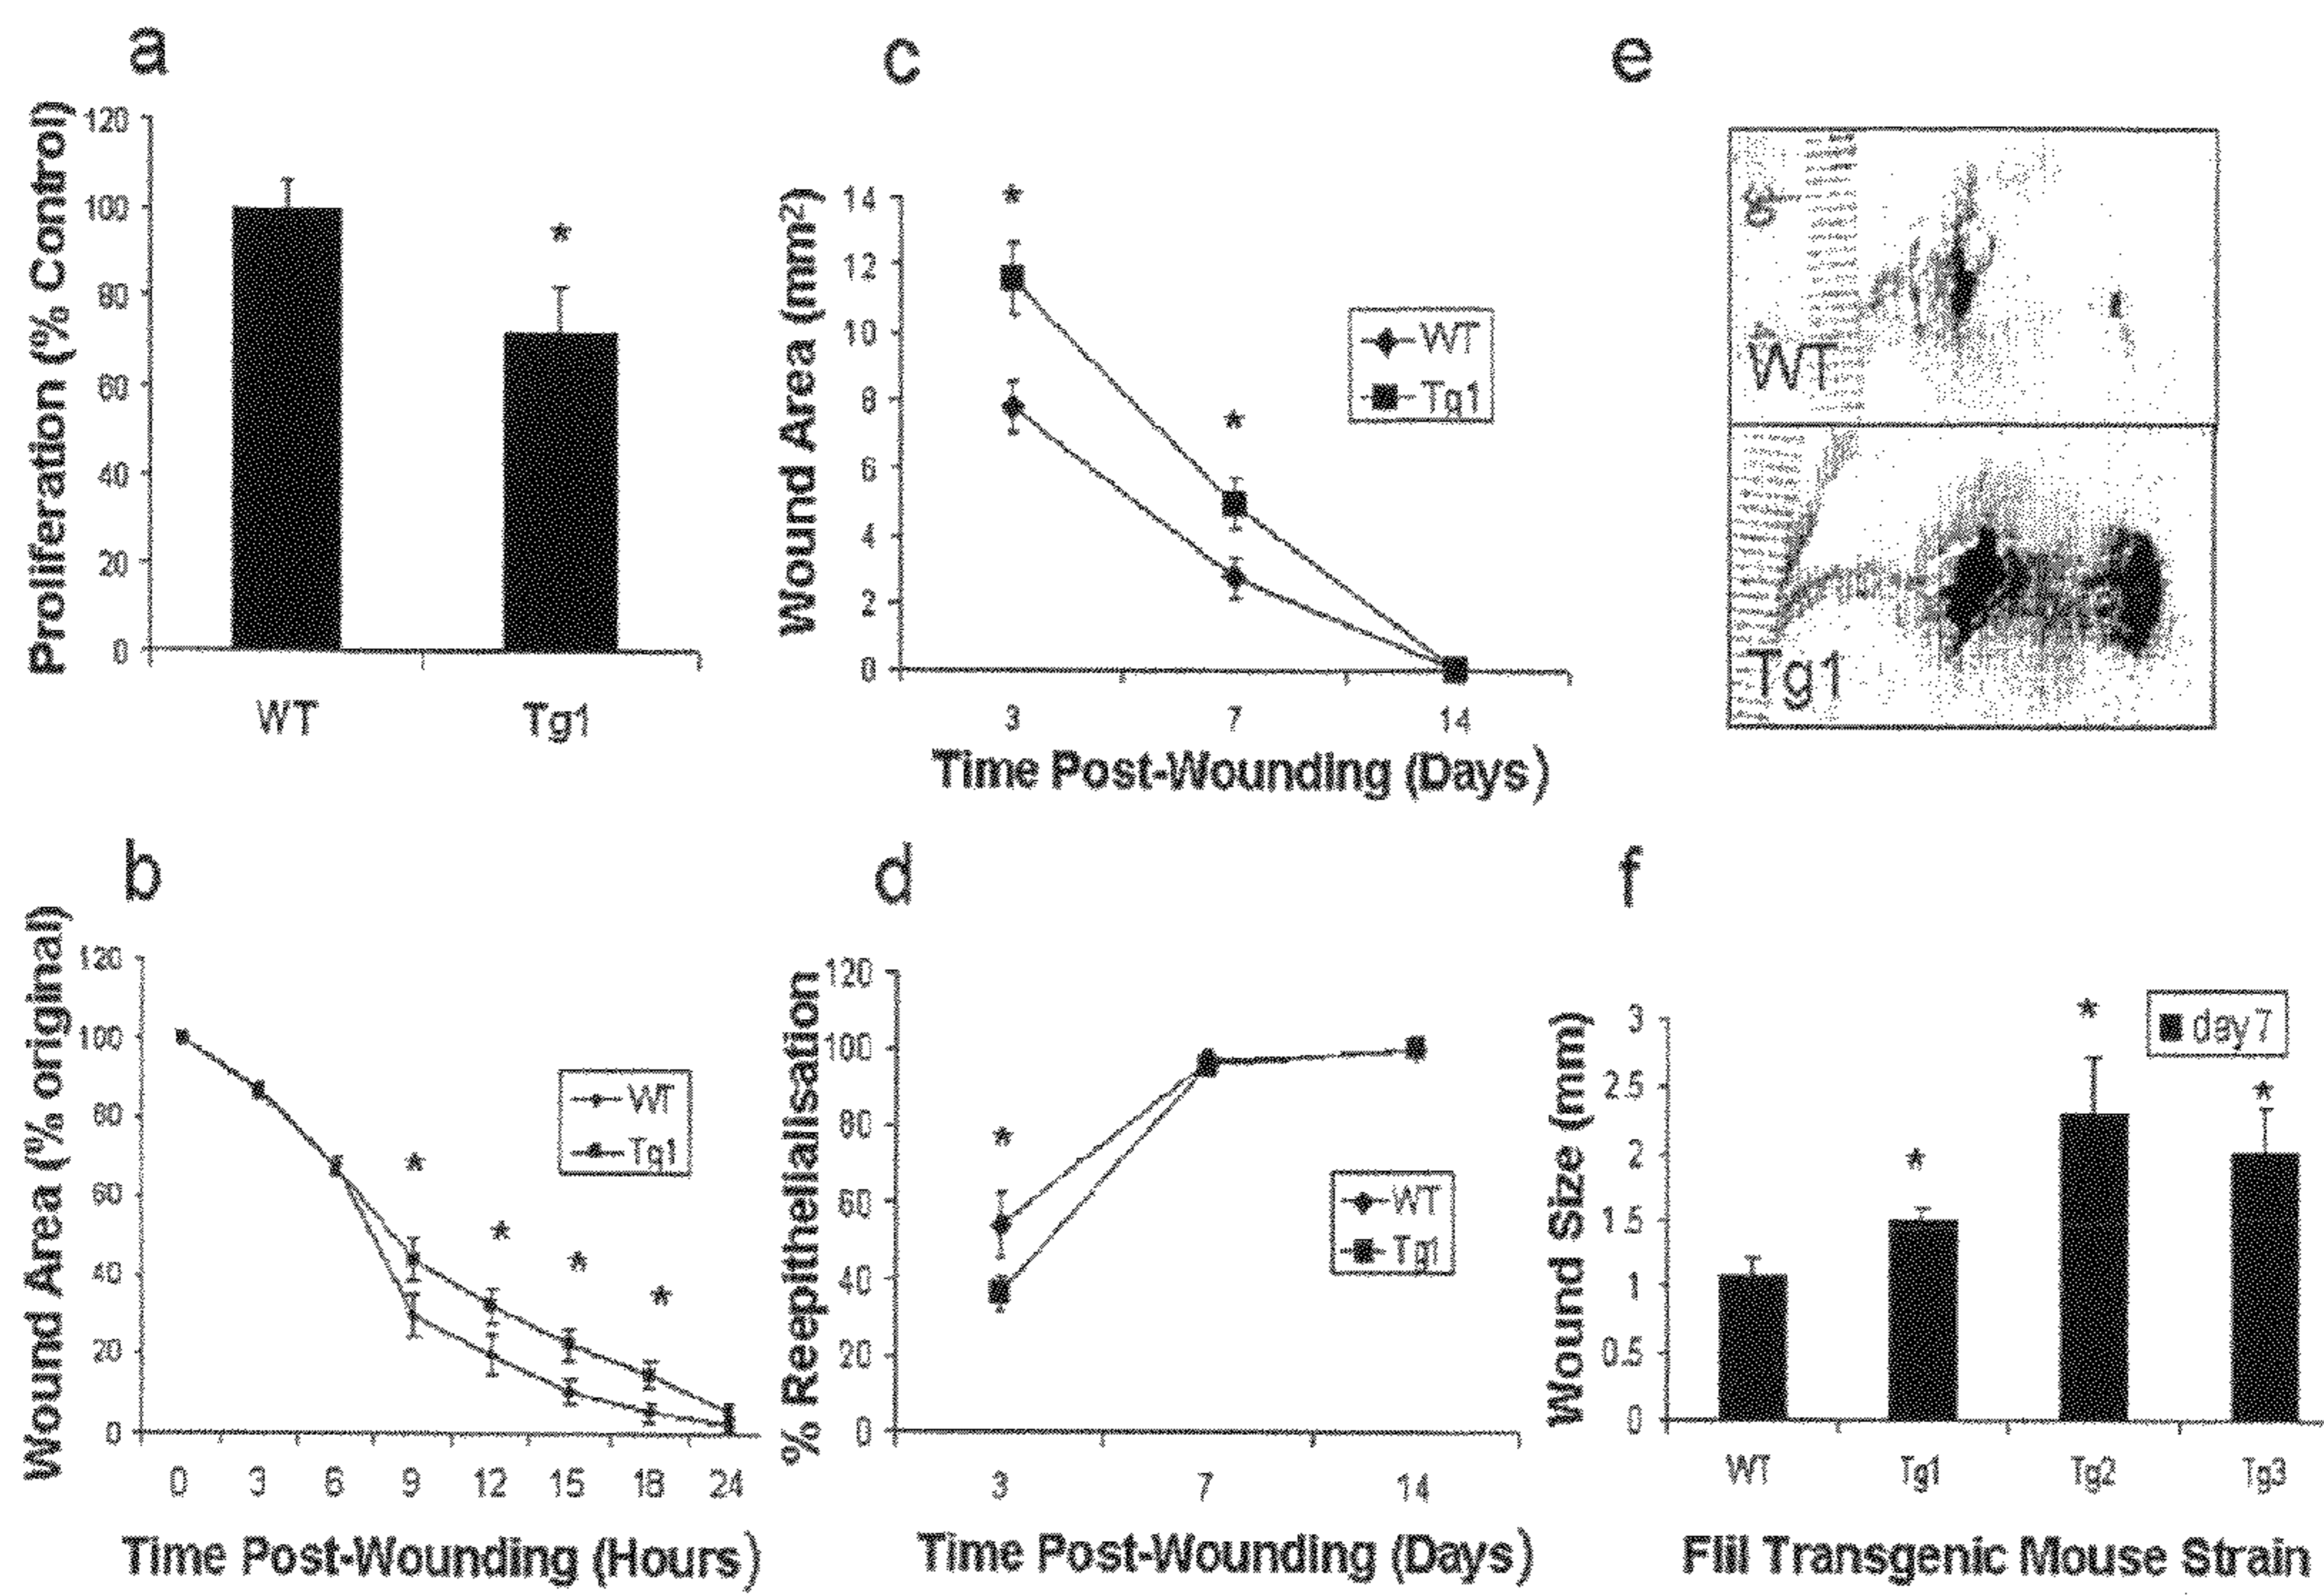 a
Proliferation (% Control)
120
100
80
60
40
20
0
WT
Tg1
*
b
Wound Area (% original)
120
100
80
60
40
20
0
0 3 6 9 12 15 18 24
Time Post-Wounding (Hours)
WT
Tg1
*
*
*
*
c
Wound Area (mm²)
14
12
10
8
6
4
2
0
3 7 14
Time Post-Wounding (Days)
WT
Tg1
*
*
d
% Reepithelialisation
120
100
80
60
40
20
0
3 7 14
Time Post-Wounding (Days)
WT
Tg1
*
e
WT
Tg1
f
Wound Size (mm)
3
2.5
2
1.5
1
0.5
0
WT Tg1 Tg2 Tg3
FliI Transgenic Mouse Strain
day7
*
*
*